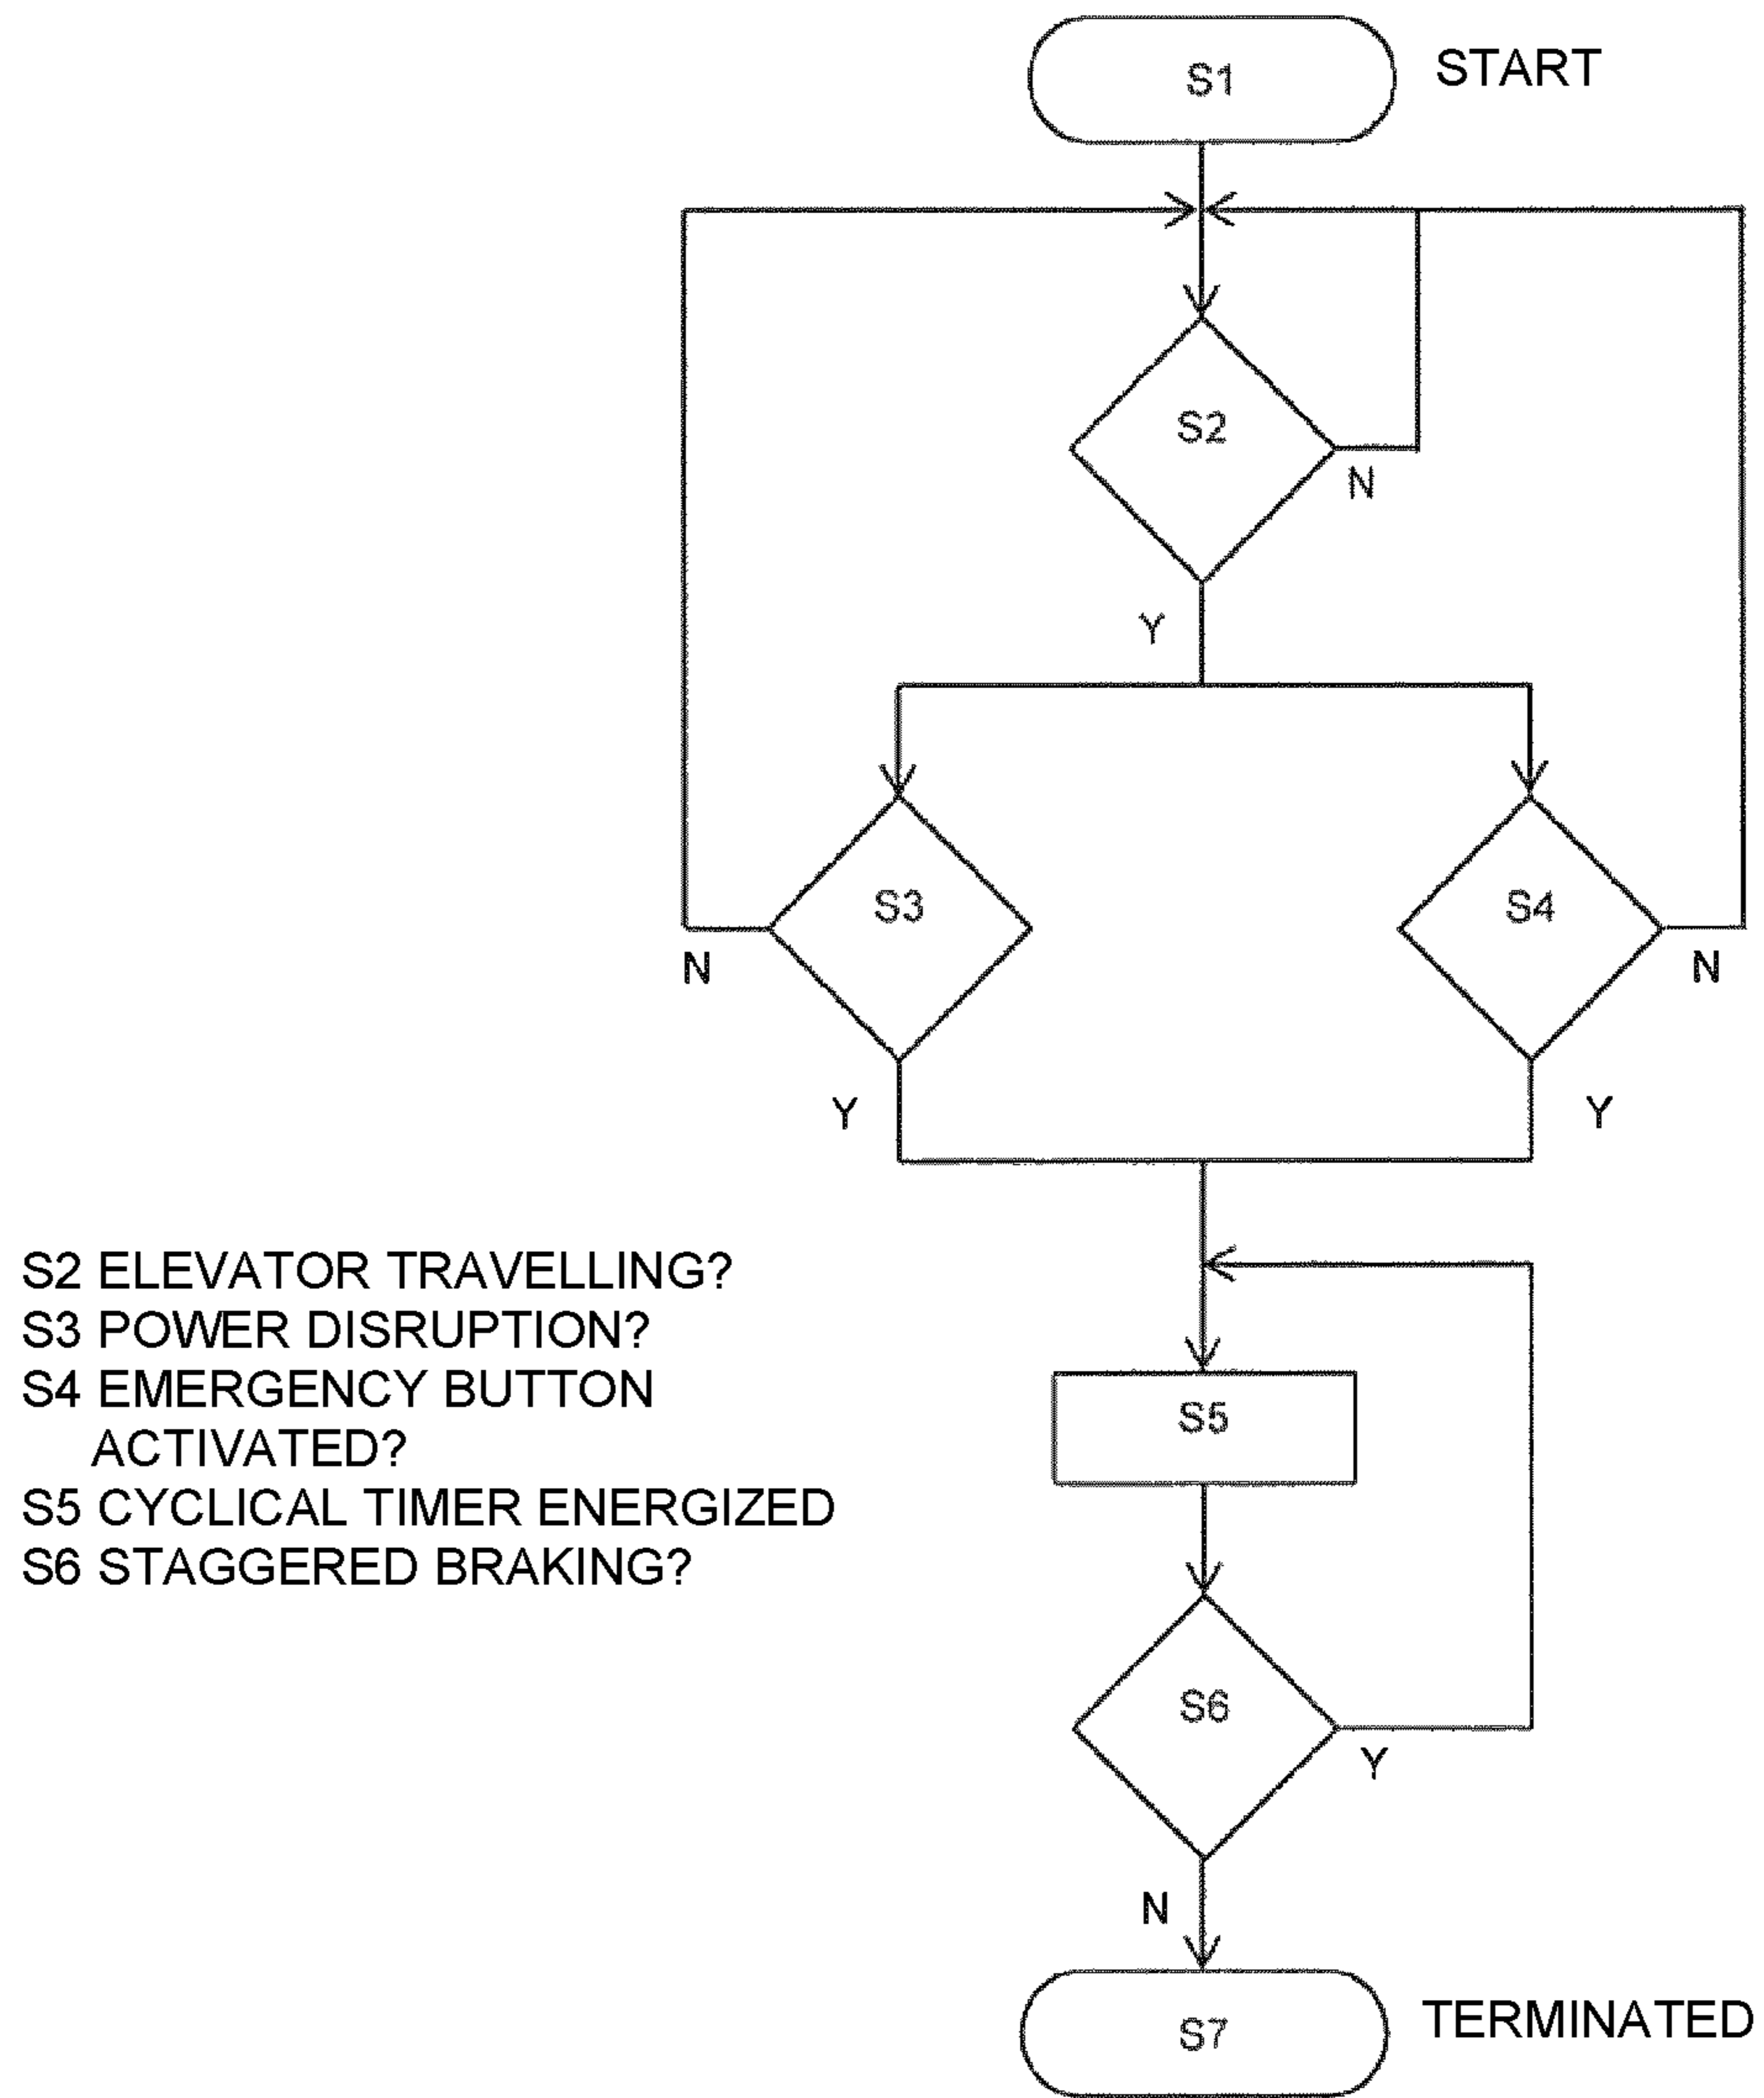 S1 START
S2
N
Y
S3
S4
N
N
Y
Y
S2 ELEVATOR TRAVELLING?
S3 POWER DISRUPTION?
S4 EMERGENCY BUTTON
ACTIVATED?
S5 CYCLICAL TIMER ENERGIZED
S6 STAGGERED BRAKING?
S5
S6
Y
N
S7 TERMINATED